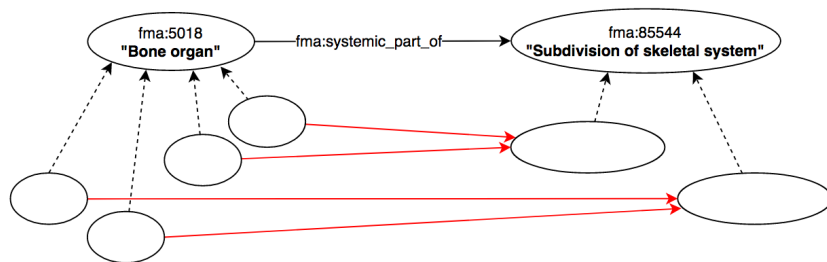 fma:5018
"Bone organ"
fma:systemic_part_of
fma:85544
"Subdivision of skeletal system"